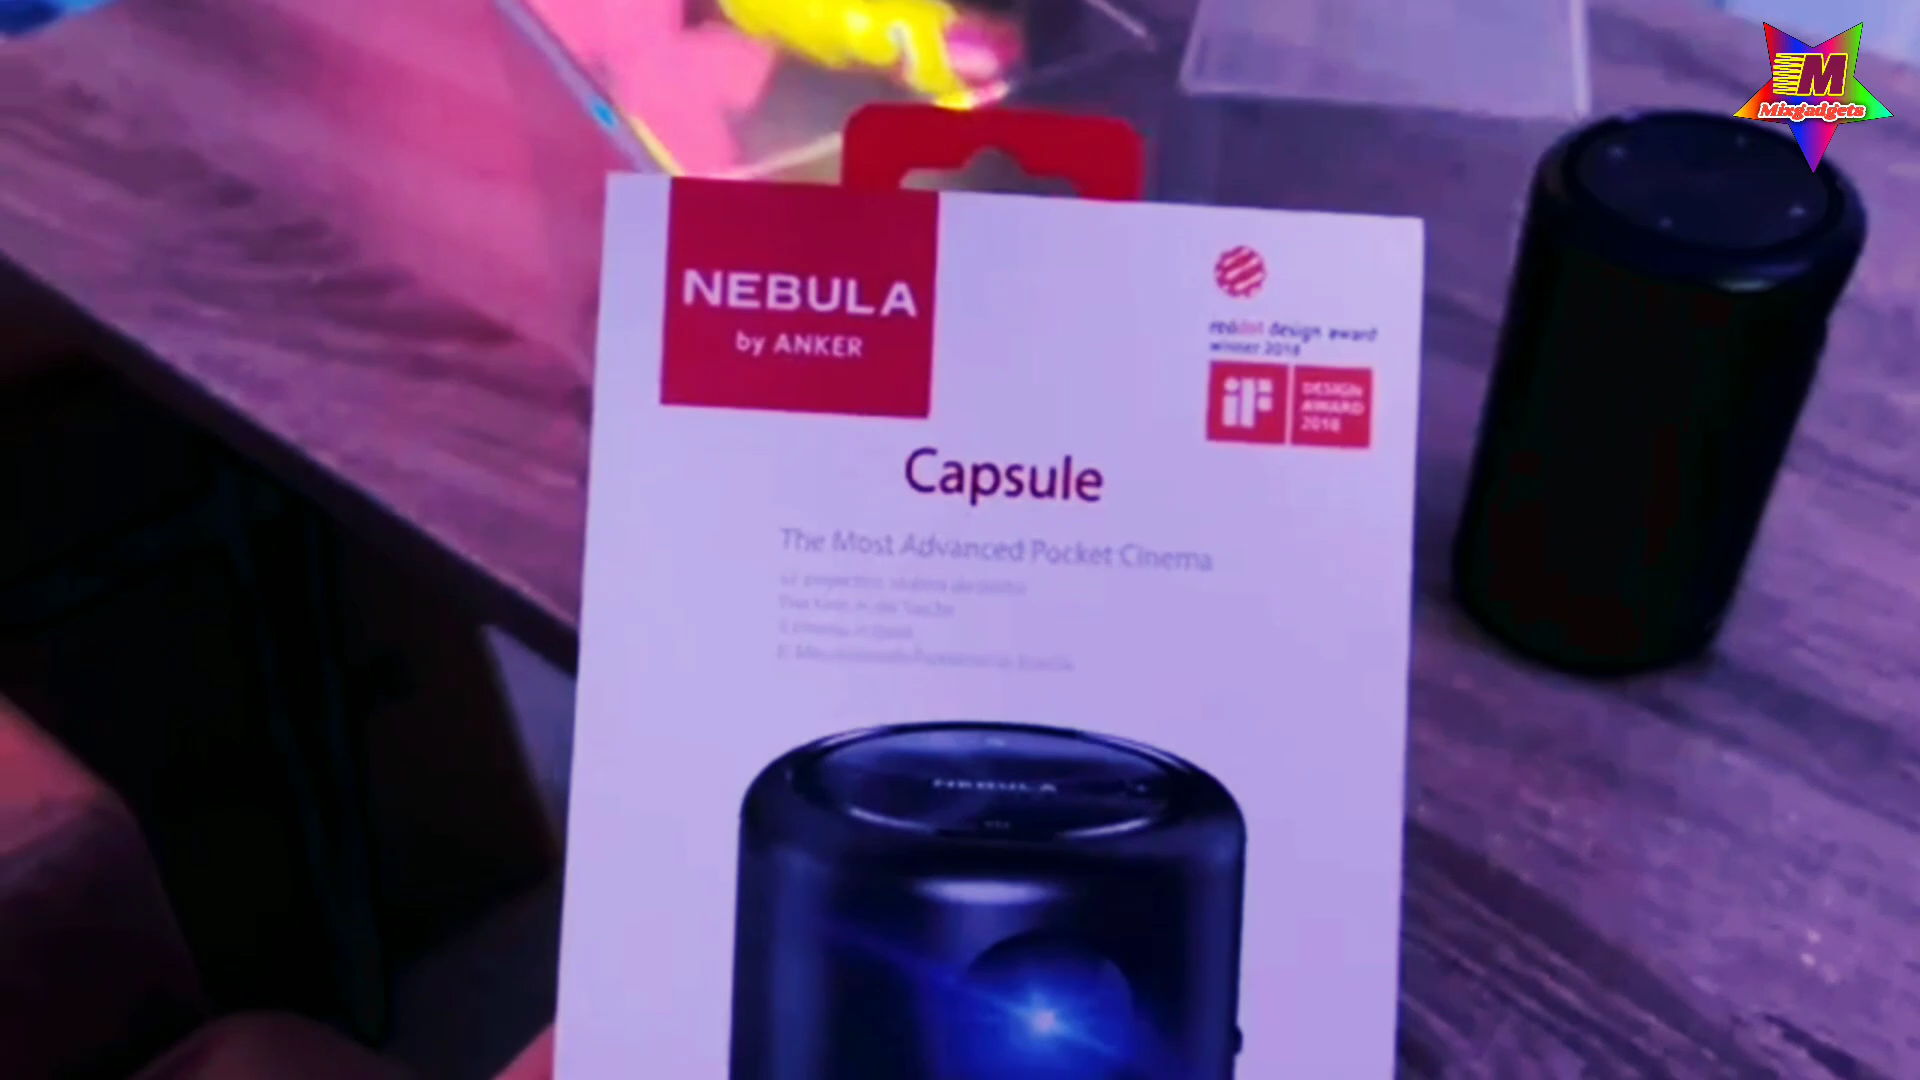 M
Mixgadgets
NEBULA
by ANKER
reddot design award
winner 2018
iF
DESIGN
AWARD
2018
Capsule
The Most Advanced Pocket Cinema
NEBULA